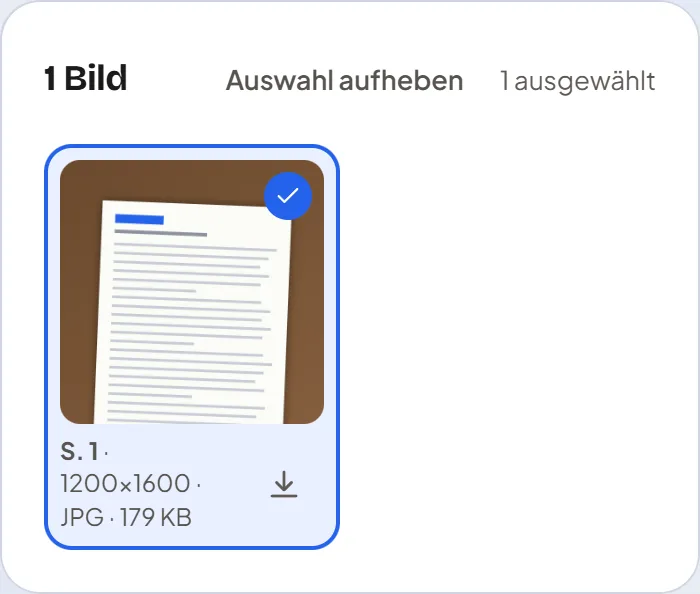 1 Bild
Auswahl aufheben
1 ausgewählt
S. 1 ·
1200×1600 ·
JPG · 179 KB